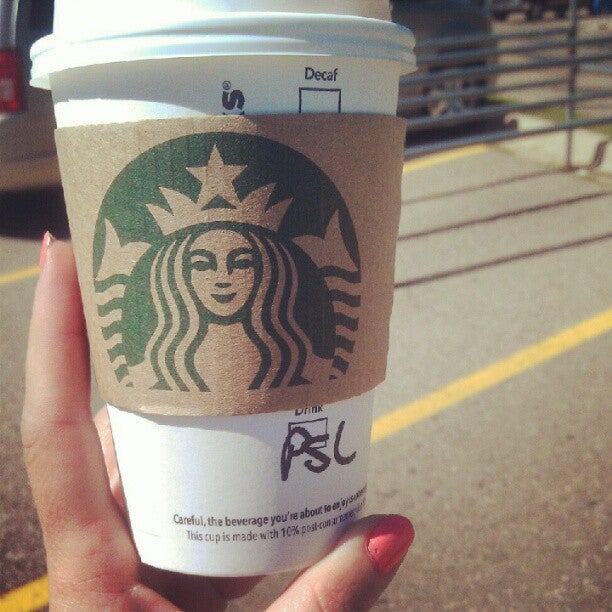 Decaf
Drink
PSL
Careful, the beverage you're about to enjoy is
This cup is made with 10% post-consumer